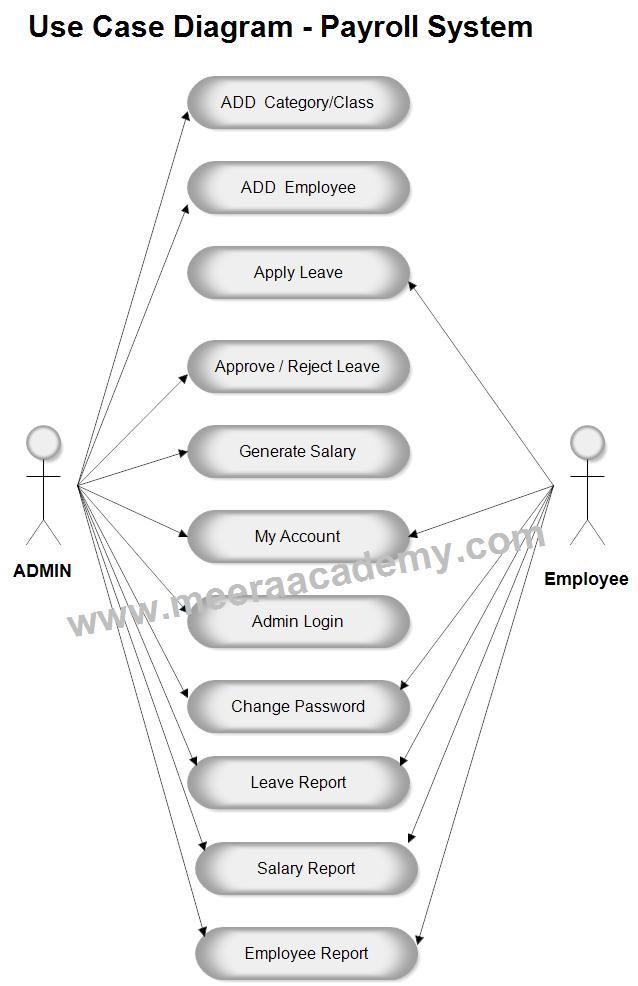 Use Case Diagram - Payroll System
ADD Category/Class
ADD Employee
Apply Leave
Approve / Reject Leave
Generate Salary
My Account
ADMIN
Employee
www.meeraacademy.com
Admin Login
Change Password
Leave Report
Salary Report
Employee Report